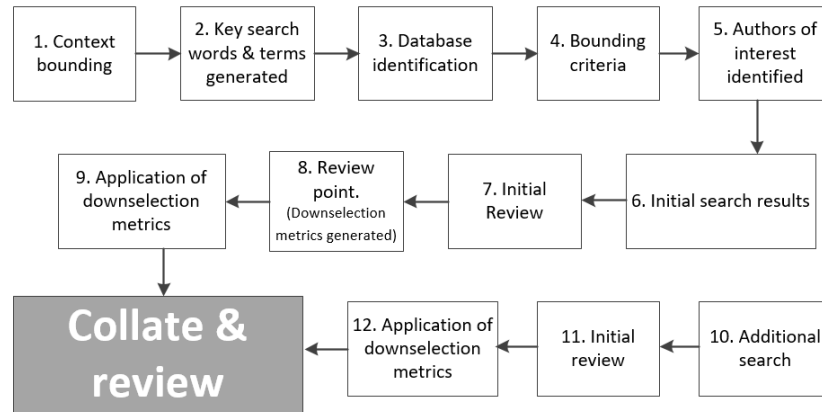 1. Context
bounding
2. Key search
words & terms
generated
3. Database
identification
4. Bounding
criteria
5. Authors of
interest
identified
6. Initial search results
7. Initial
Review
8. Review
point.
(Downselection
metrics generated)
9. Application of
downselection
metrics
10. Additional
search
11. Initial
review
12. Application of
downselection
metrics
Collate &
review